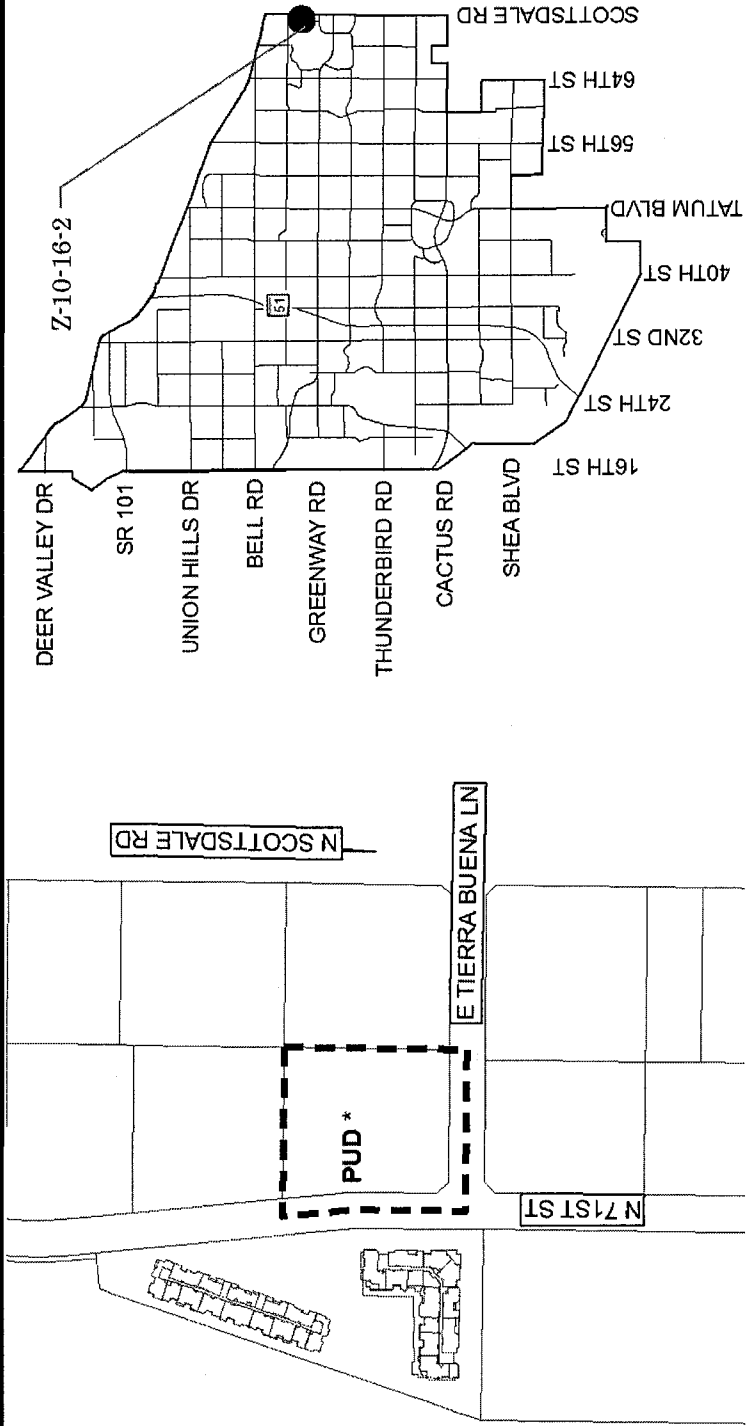 Z-10-16-2
DEER VALLEY DR
SR 101
UNION HILLS DR
BELL RD
GREENWAY RD
THUNDERBIRD RD
CACTUS RD
SHEA BLVD
51
16TH ST
24TH ST
32ND ST
40TH ST
TATUM BLVD
56TH ST
64TH ST
SCOTTSDALE RD
N SCOTTSDALE RD
E TIERRA BUENA LN
PUD *
N 71ST ST